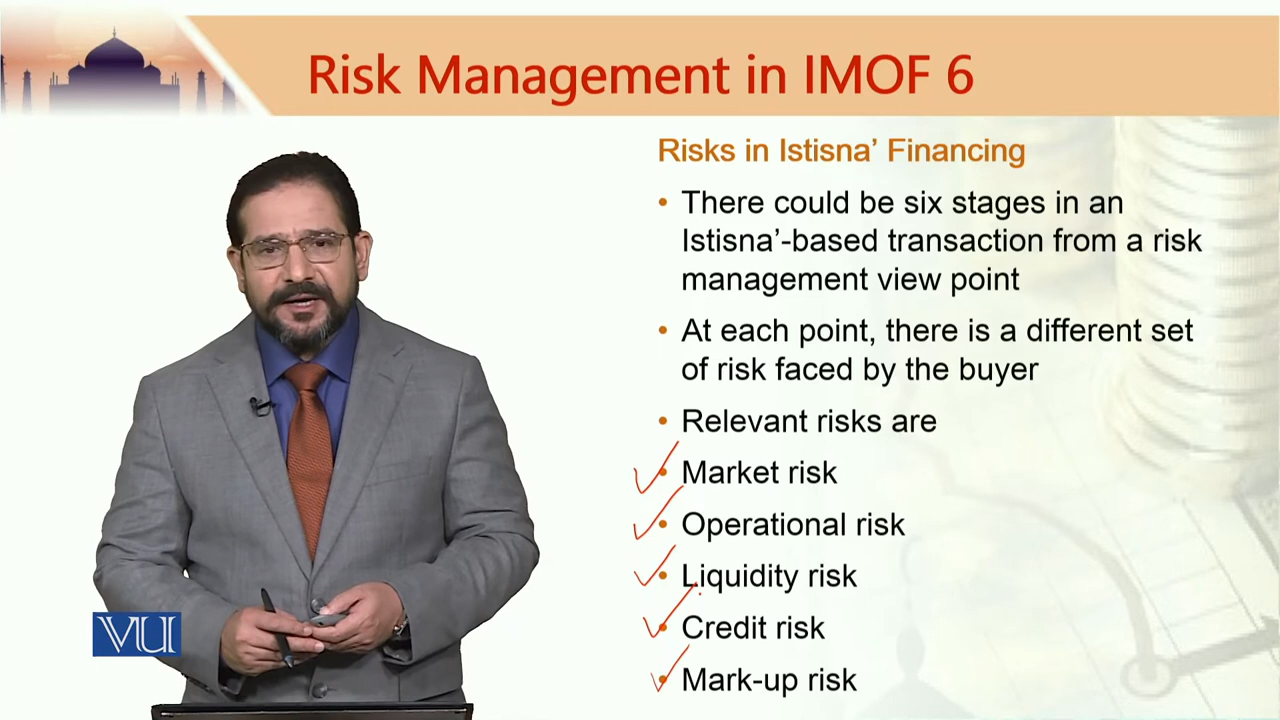 Risk Management in IMOF 6
Risks in Istisna’ Financing
• There could be six stages in an
Istisna’-based transaction from a risk
management view point
• At each point, there is a different set
of risk faced by the buyer
• Relevant risks are
• Market risk
• Operational risk
• Liquidity risk
• Credit risk
• Mark-up risk
VU